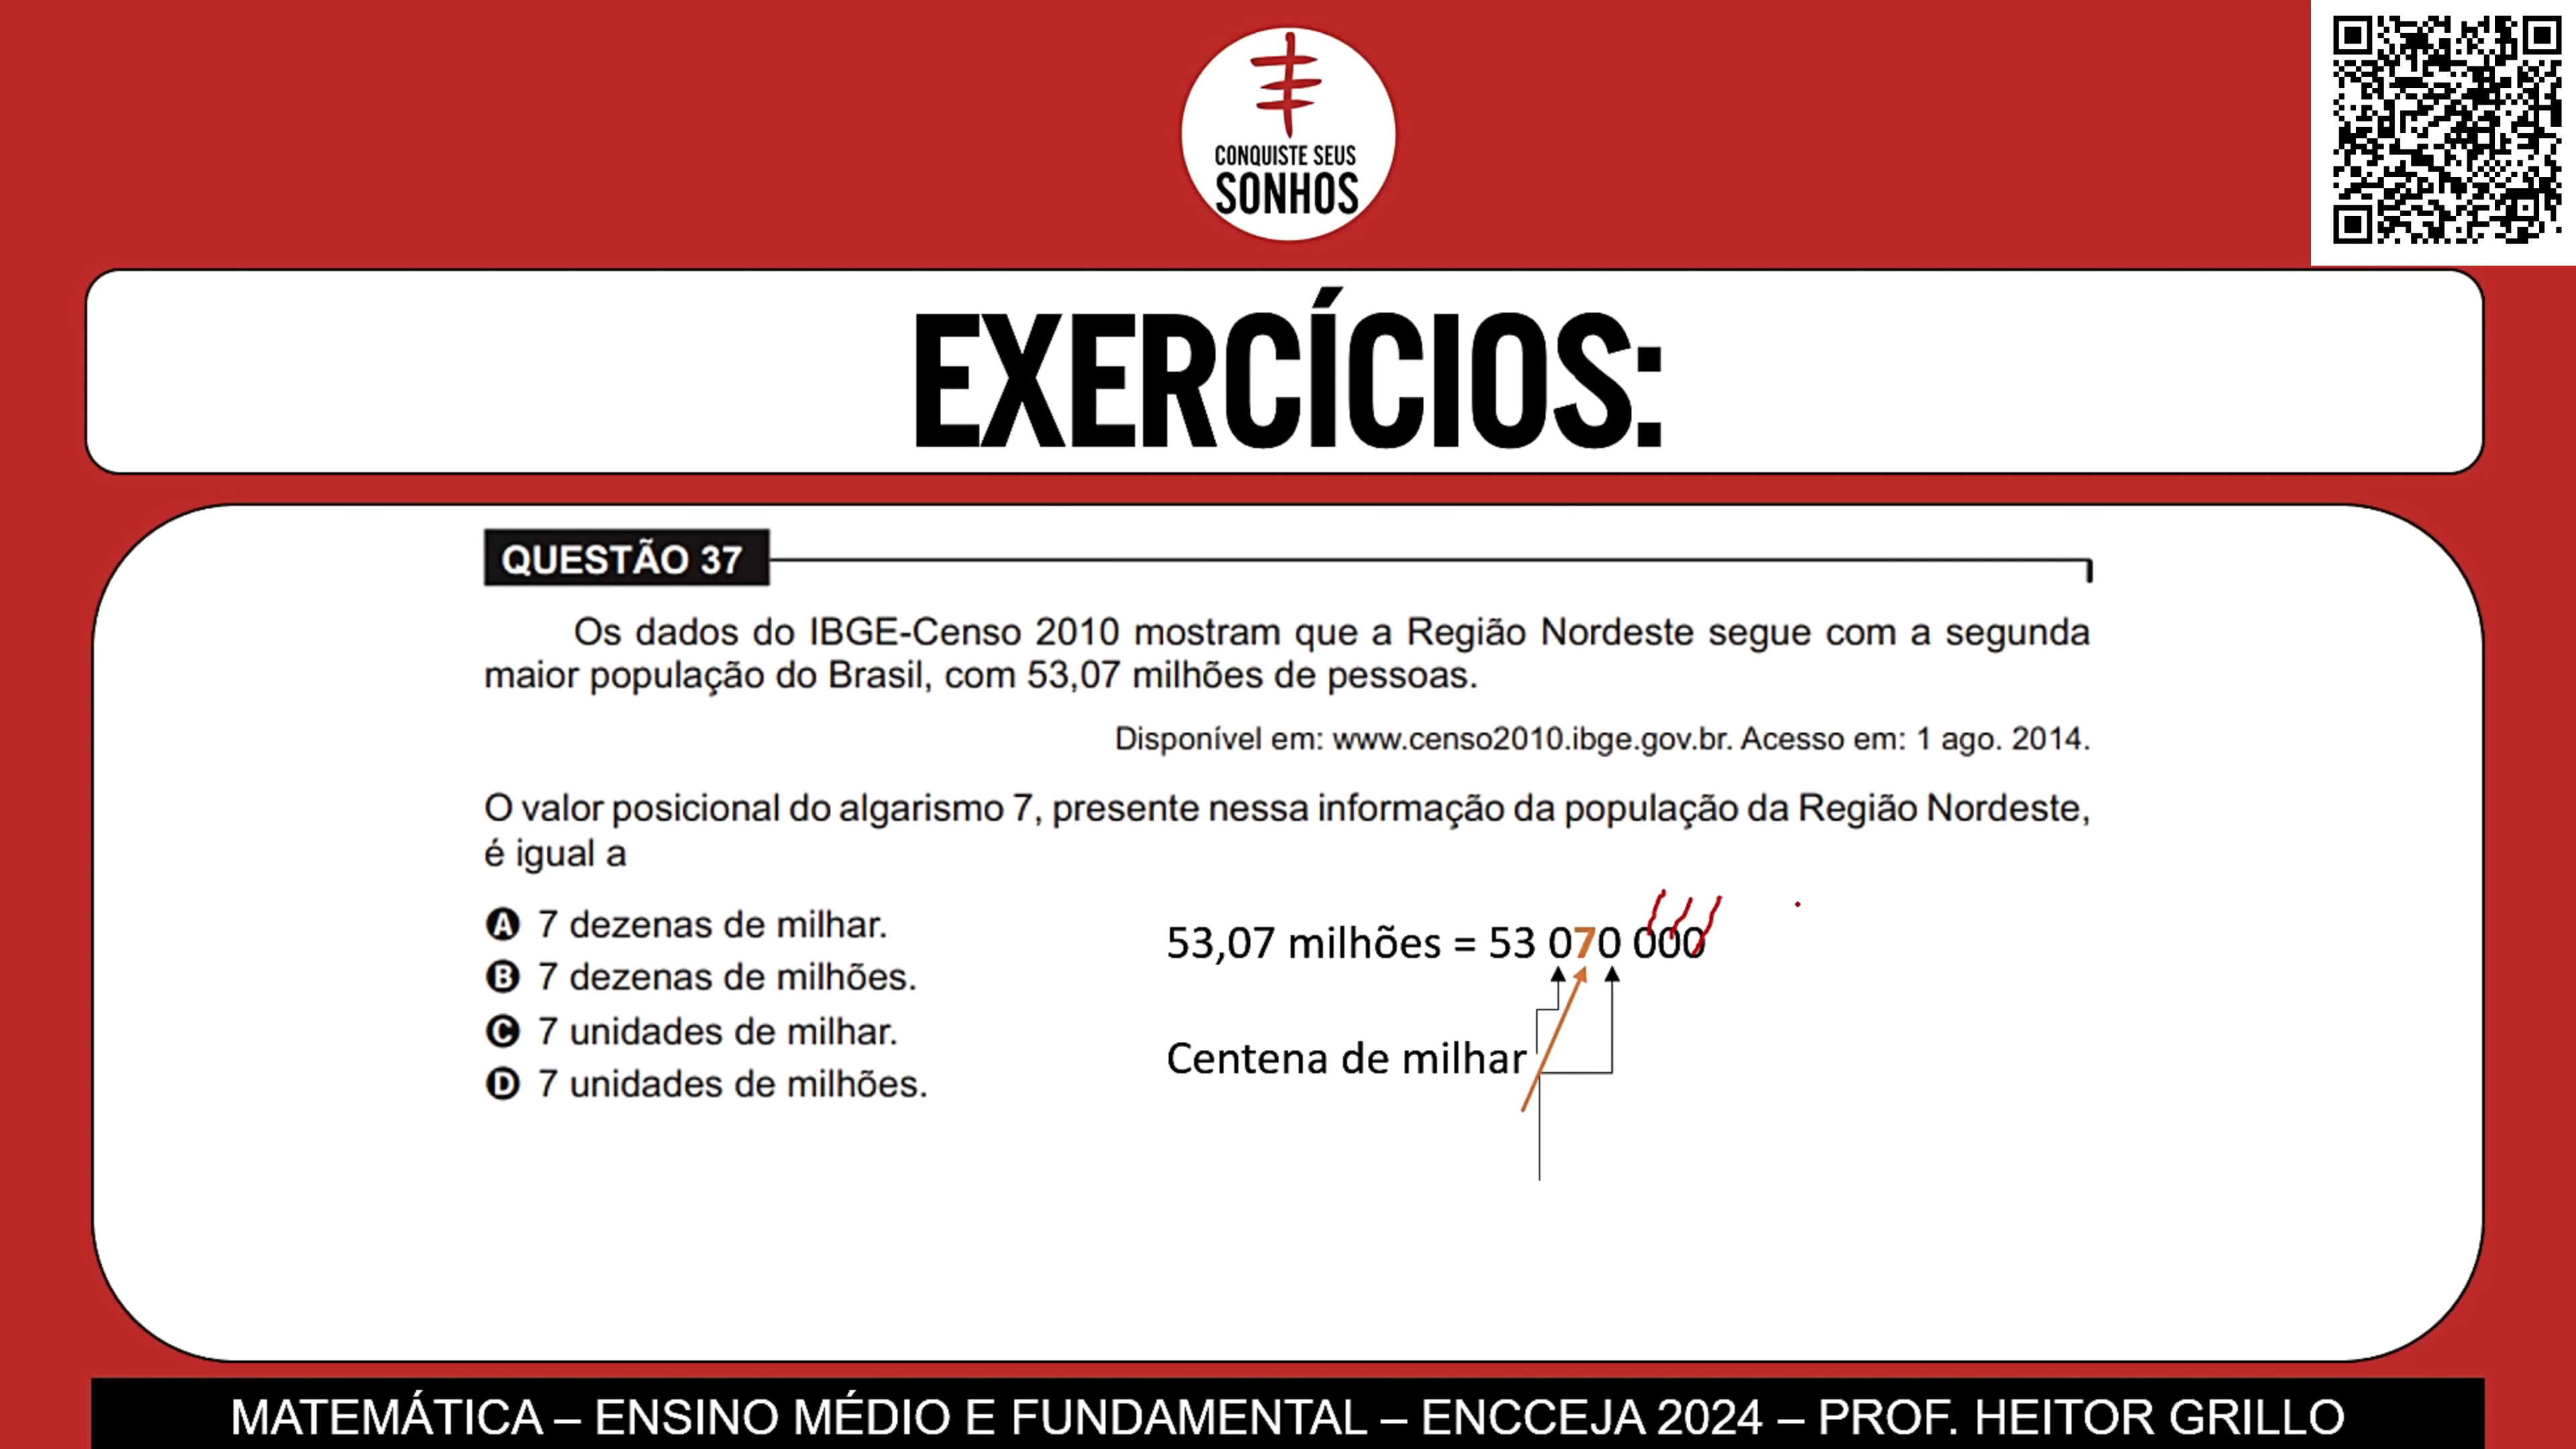 CONQUISTE SEUS
SONHOS
EXERCÍCIOS:
QUESTÃO 37
Os dados do IBGE-Censo 2010 mostram que a Região Nordeste segue com a segunda
maior população do Brasil, com 53,07 milhões de pessoas.
Disponível em: www.censo2010.ibge.gov.br. Acesso em: 1 ago. 2014.
O valor posicional do algarismo 7, presente nessa informação da população da Região Nordeste,
é igual a
A 7 dezenas de milhar.
B 7 dezenas de milhões.
C 7 unidades de milhar.
D 7 unidades de milhões.
53,07 milhões = 53 070 000
Centena de milhar
MATEMÁTICA – ENSINO MÉDIO E FUNDAMENTAL – ENCCEJA 2024 – PROF. HEITOR GRILLO